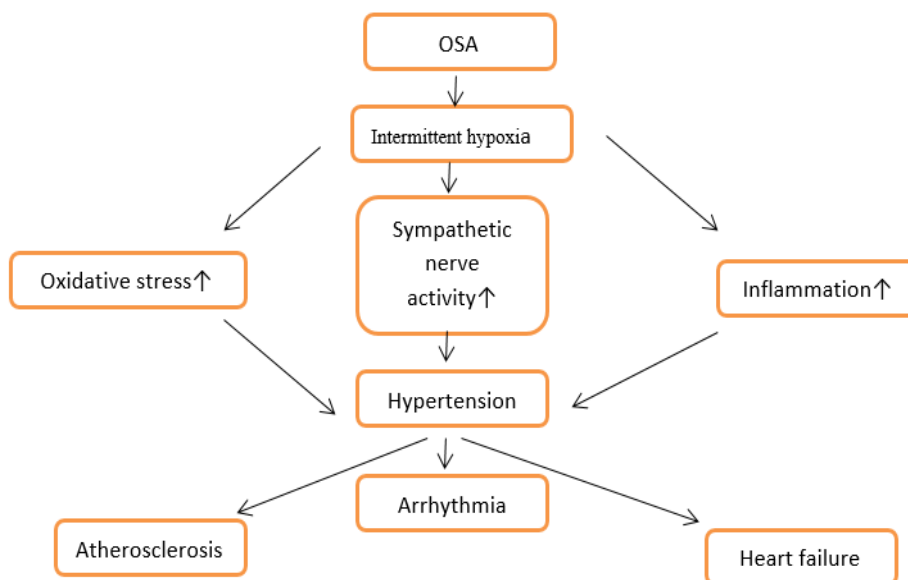 OSA
Intermittent hypoxia
Sympathetic
nerve
activity↑
Oxidative stress↑
Inflammation↑
Hypertension
Arrhythmia
Atherosclerosis
Heart failure